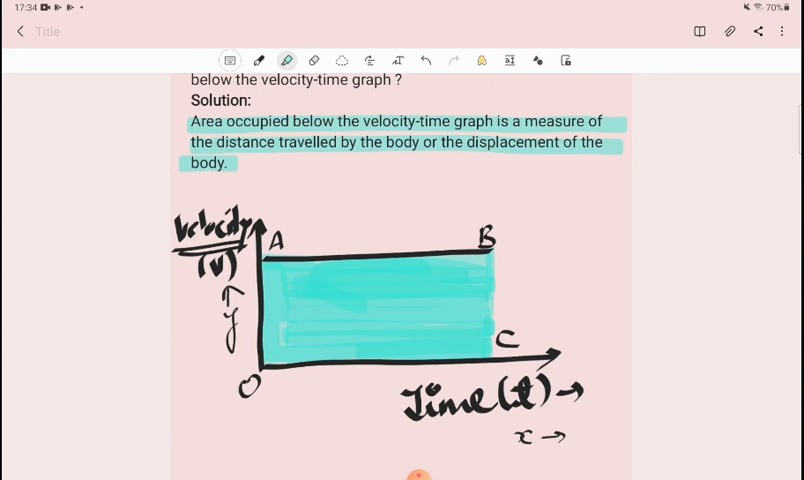 17:34
70%
Title
below the velocity-time graph ?
Solution:
Area occupied below the velocity-time graph is a measure of
the distance travelled by the body or the displacement of the
body.
Velocity
(v)
A
B
y
C
O
Time(t)→
x →